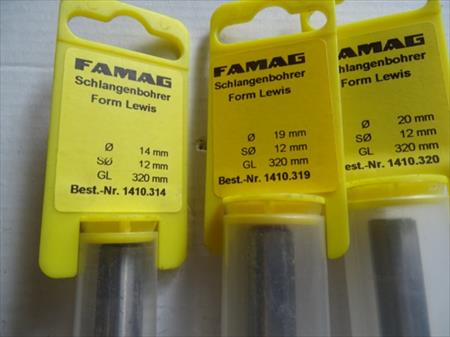 FAMAG
Schlangenbohrer
Form Lewis
Ø 14 mm
SØ 12 mm
GL 320 mm
Best.-Nr. 1410.314
FAMAG
Schlangenbohrer
Form Lewis
Ø 19 mm
SØ 12 mm
GL 320 mm
Best.-Nr. 1410.319
FAMAG
Schlangenbohrer
Form Lewis
Ø 20 mm
SØ 12 mm
GL 320 mm
Best.-Nr. 1410.320